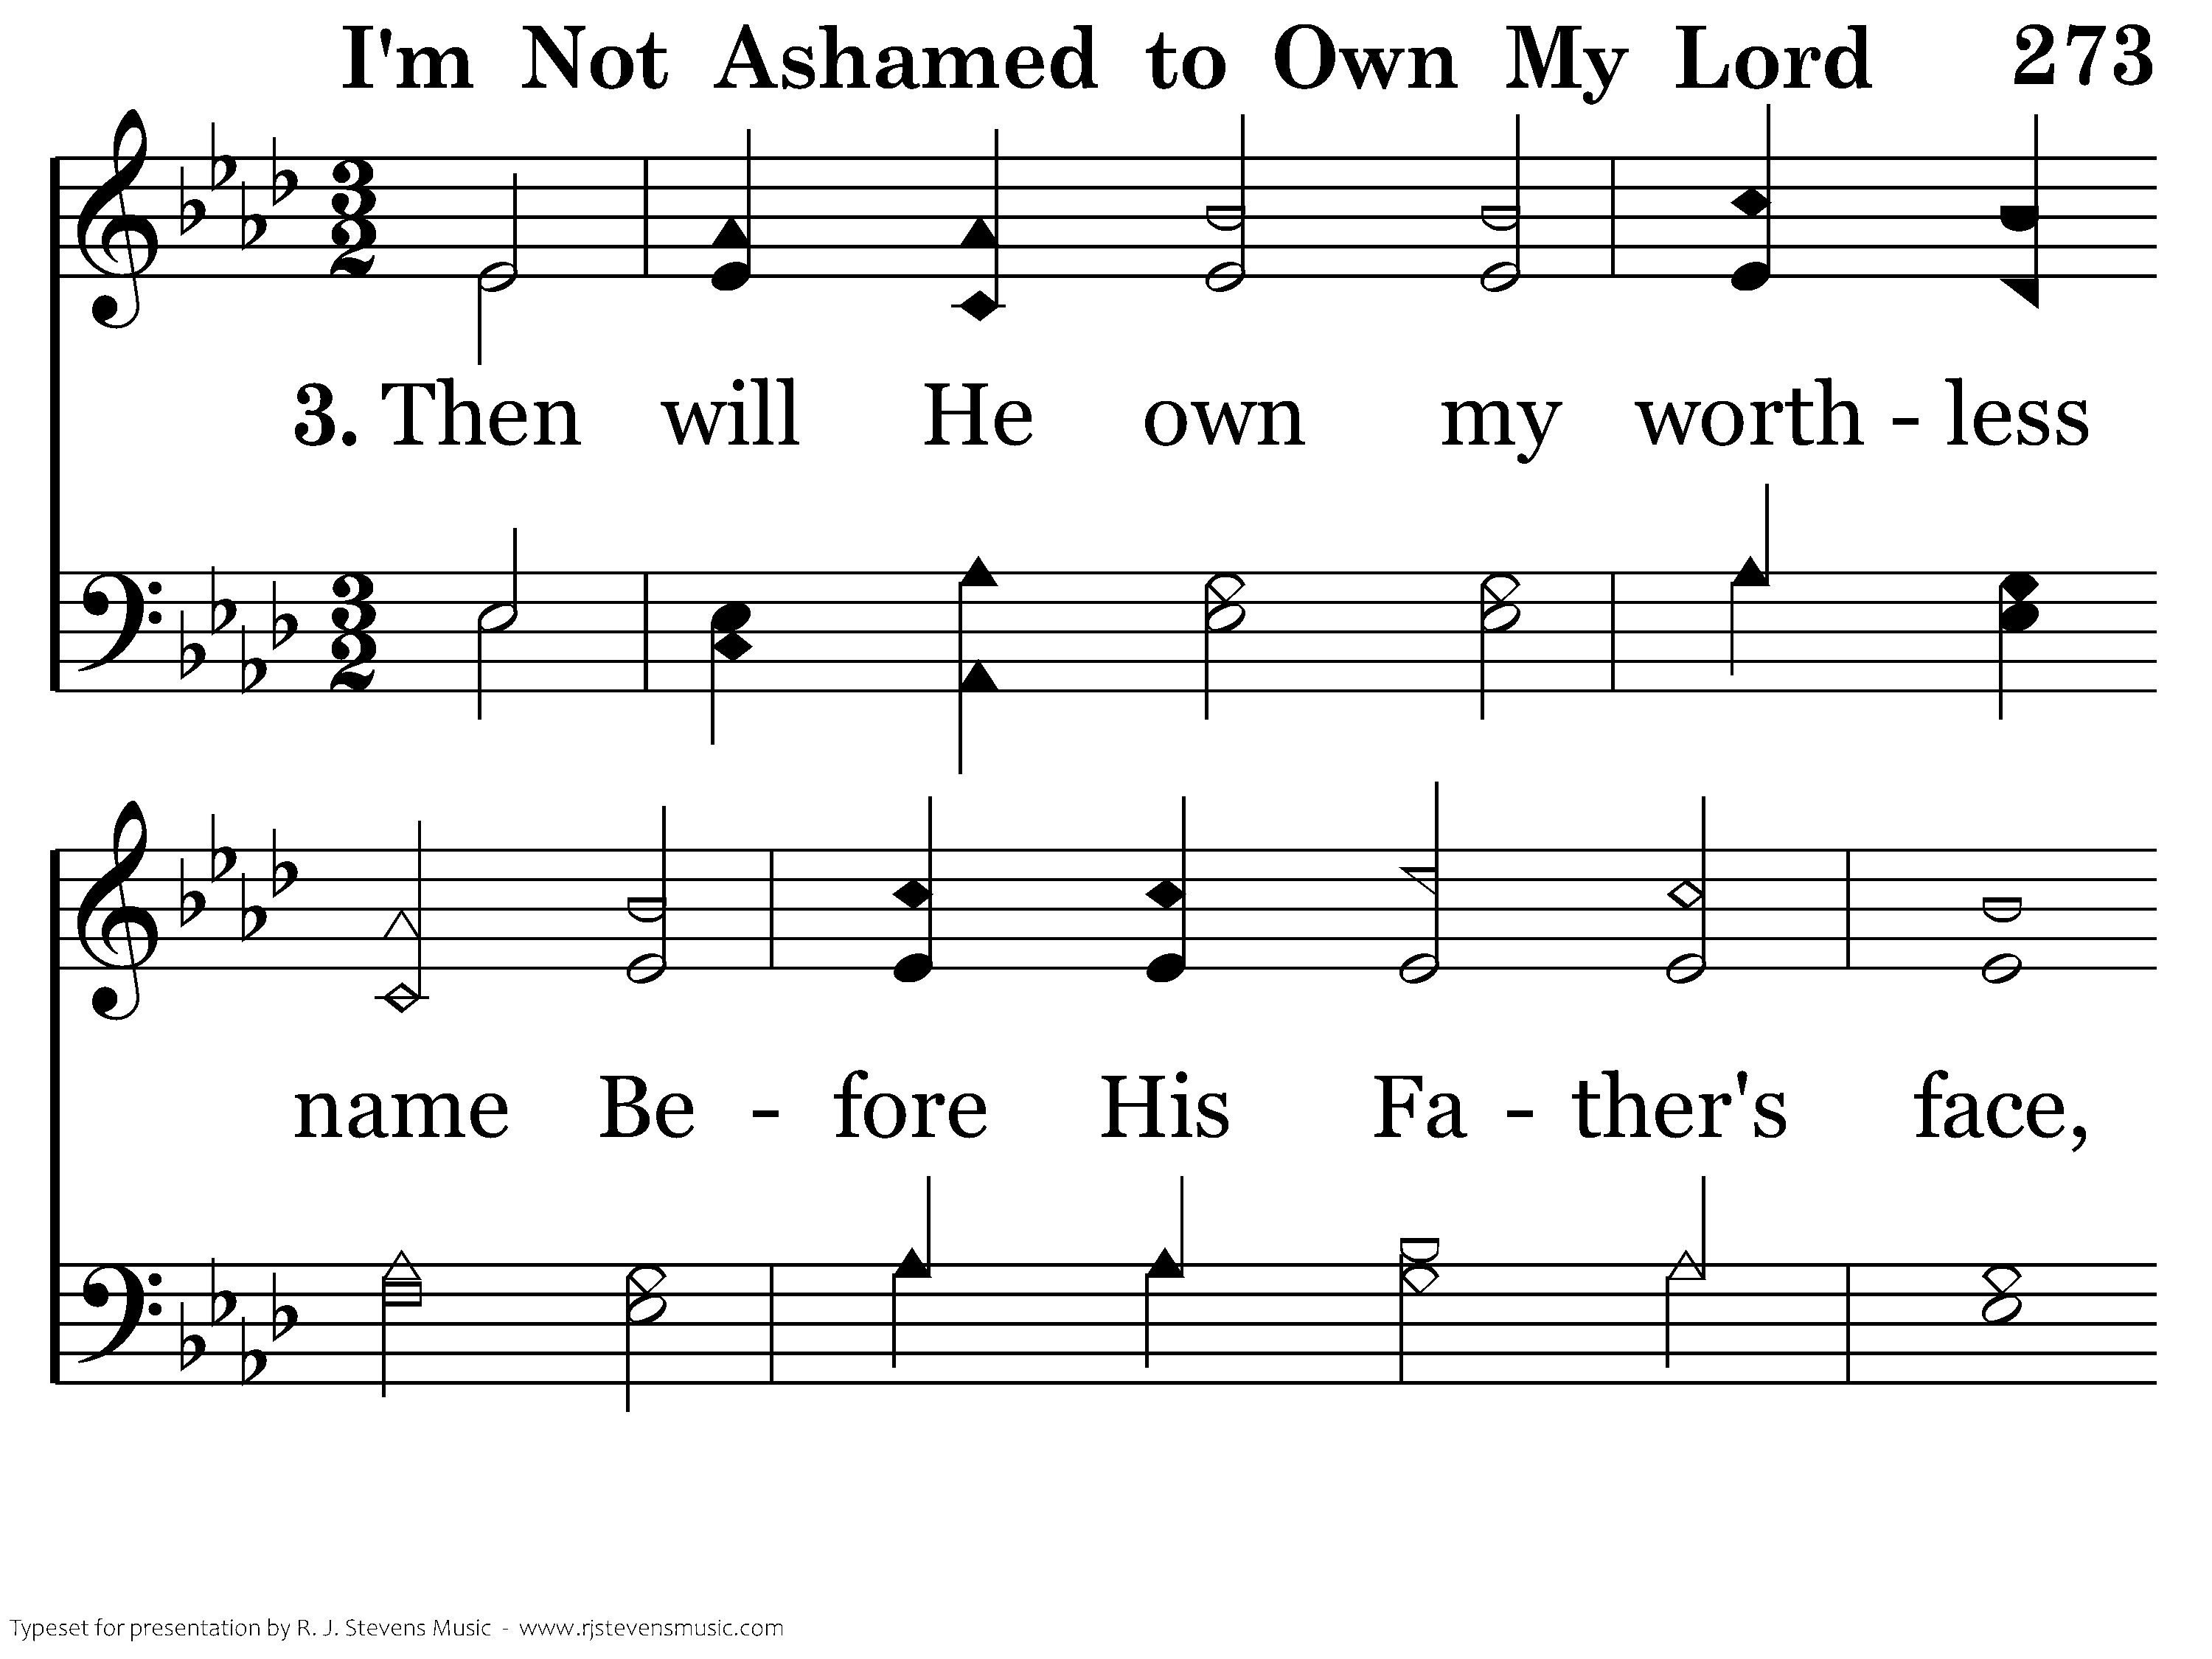 I'm Not Ashamed to Own My Lord 273
3. Then will He own my worth - less
name Be - fore His Fa - ther's face,
Typeset for presentation by R. J. Stevens Music - www.rjstevensmusic.com